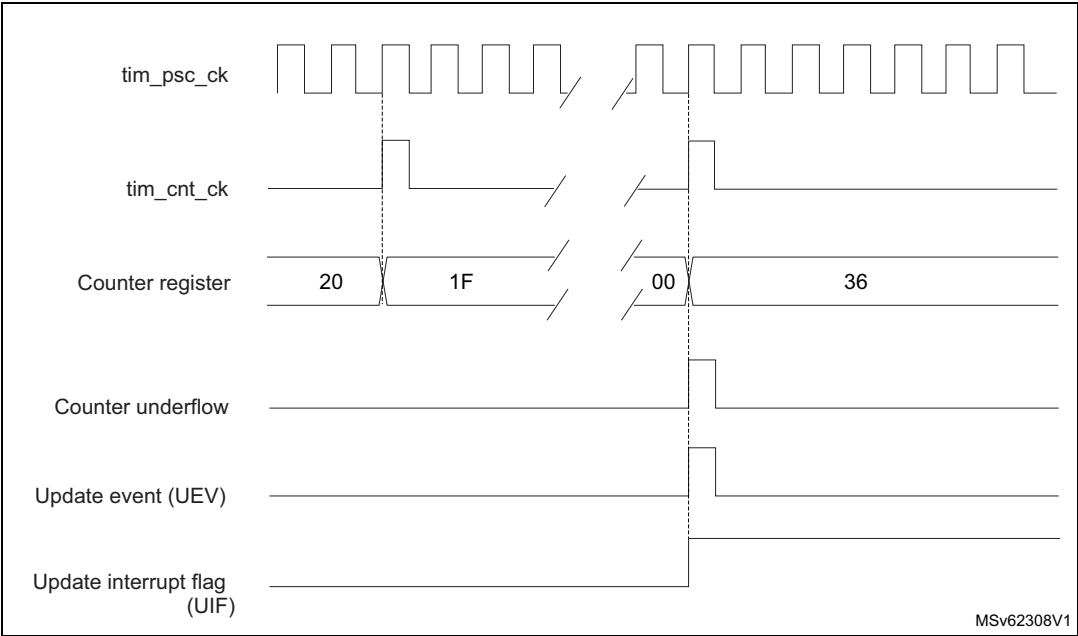 tim_psc_ck
tim_cnt_ck
Counter register
20
1F
00
36
Counter underflow
Update event (UEV)
Update interrupt flag
(UIF)
MSv62308V1